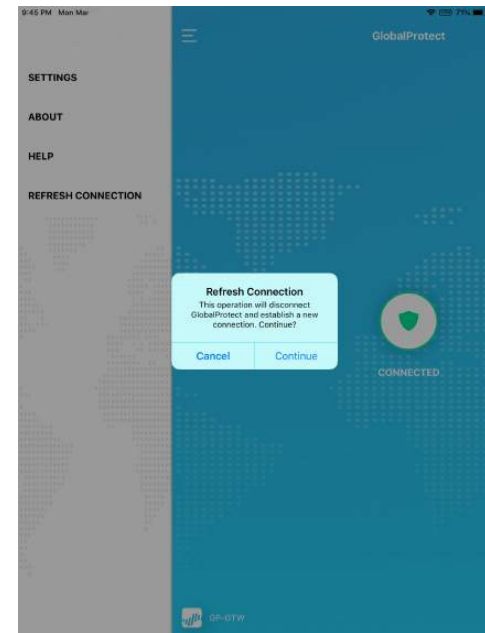 9:45 PM Mon Mar
71%
GlobalProtect
SETTINGS
ABOUT
HELP
REFRESH CONNECTION
Refresh Connection
This operation will disconnect
GlobalProtect and establish a new
connection. Continue?
Cancel Continue
CONNECTED
GP-GTW